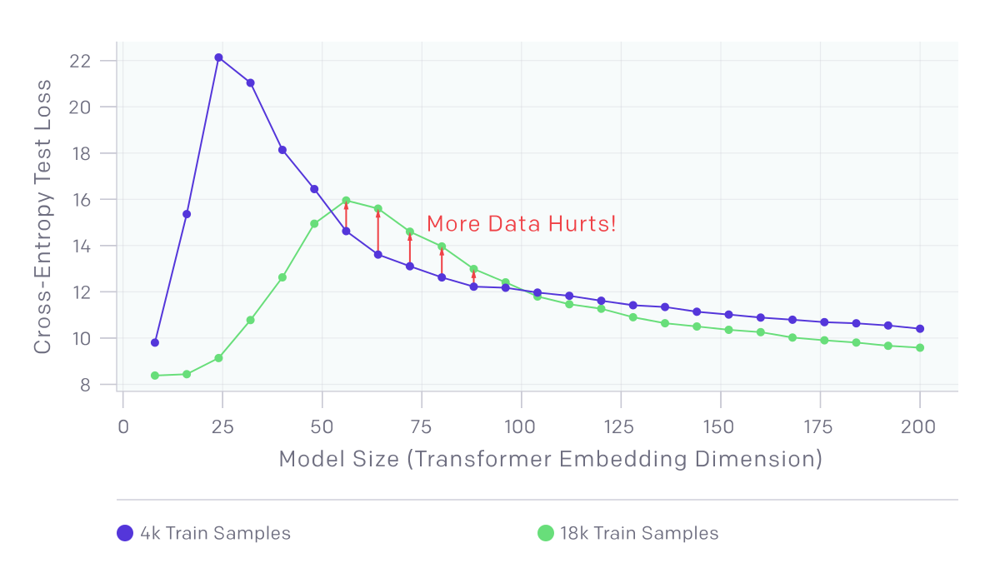 Cross-Entropy Test Loss
22
20
18
16
14
12
10
8
More Data Hurts!
0 25 50 75 100 125 150 175 200
Model Size (Transformer Embedding Dimension)
4k Train Samples 18k Train Samples